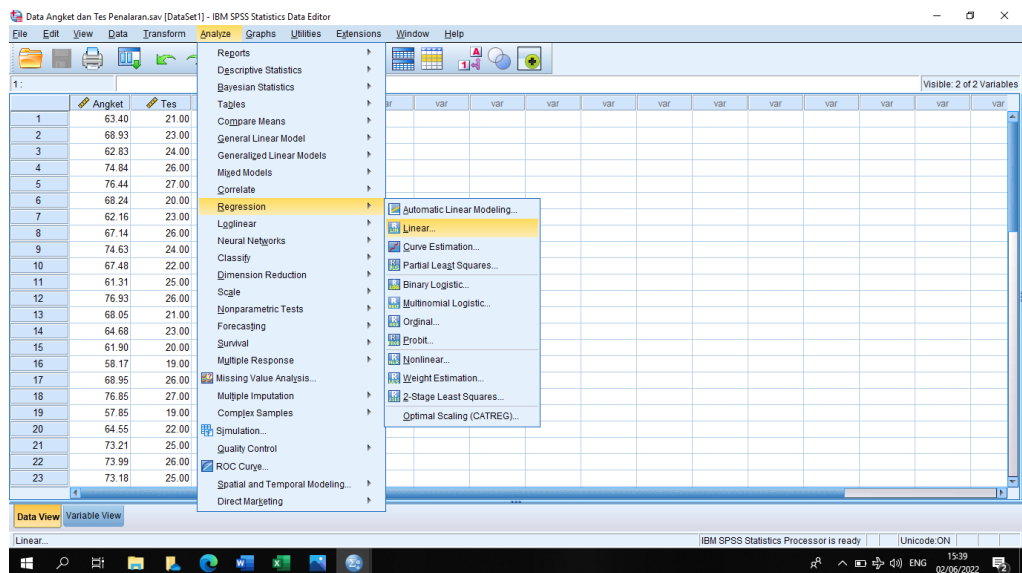 Data Angket dan Tes Penalaran.sav [DataSet1] - IBM SPSS Statistics Data Editor
File Edit View Data Transform Analyze Graphs Utilities Extensions Window Help
1 :
Visible: 2 of 2 Variables
Angket Tes var var var var var var var var var
1 63.40 21.00
2 68.93 23.00
3 62.83 24.00
4 74.84 26.00
5 76.44 27.00
6 68.24 20.00
7 62.16 23.00
8 67.14 26.00
9 74.63 24.00
10 67.48 22.00
11 61.31 25.00
12 76.93 26.00
13 68.05 21.00
14 64.68 23.00
15 61.90 20.00
16 58.17 19.00
17 68.95 26.00
18 76.85 27.00
19 57.85 19.00
20 64.55 22.00
21 73.21 25.00
22 73.99 26.00
23 73.18 25.00
Reports
Descriptive Statistics
Bayesian Statistics
Tables
Compare Means
General Linear Model
Generalized Linear Models
Mixed Models
Correlate
Regression
Loglinear
Neural Networks
Classify
Dimension Reduction
Scale
Nonparametric Tests
Forecasting
Survival
Multiple Response
Missing Value Analysis...
Multiple Imputation
Complex Samples
Simulation...
Quality Control
ROC Curve...
Spatial and Temporal Modeling...
Direct Marketing
Automatic Linear Modeling...
Linear...
Curve Estimation...
Partial Least Squares...
Binary Logistic...
Multinomial Logistic...
Ordinal...
Probit...
Nonlinear...
Weight Estimation...
2-Stage Least Squares...
Optimal Scaling (CATREG)...
Data View Variable View
Linear... IBM SPSS Statistics Processor is ready Unicode:ON
ENG 15:39
02/06/2022